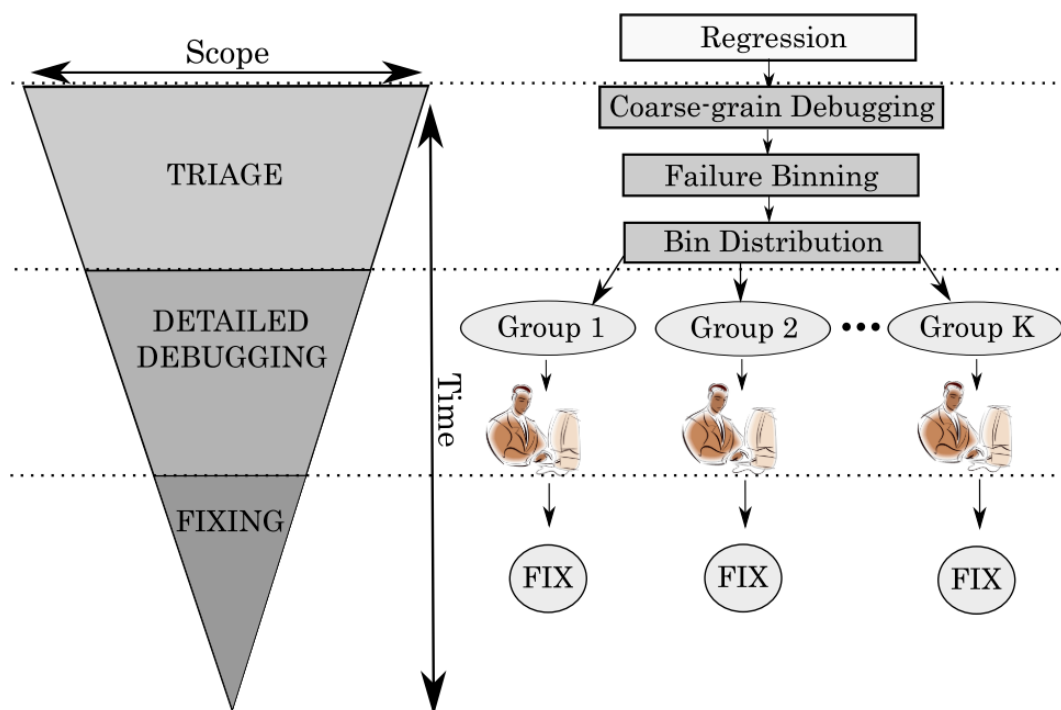 Scope
Regression
Coarse-grain Debugging
TRIAGE
Failure Binning
Bin Distribution
DETAILED
DEBUGGING
Time
Group 1
Group 2
Group K
FIXING
FIX
FIX
FIX